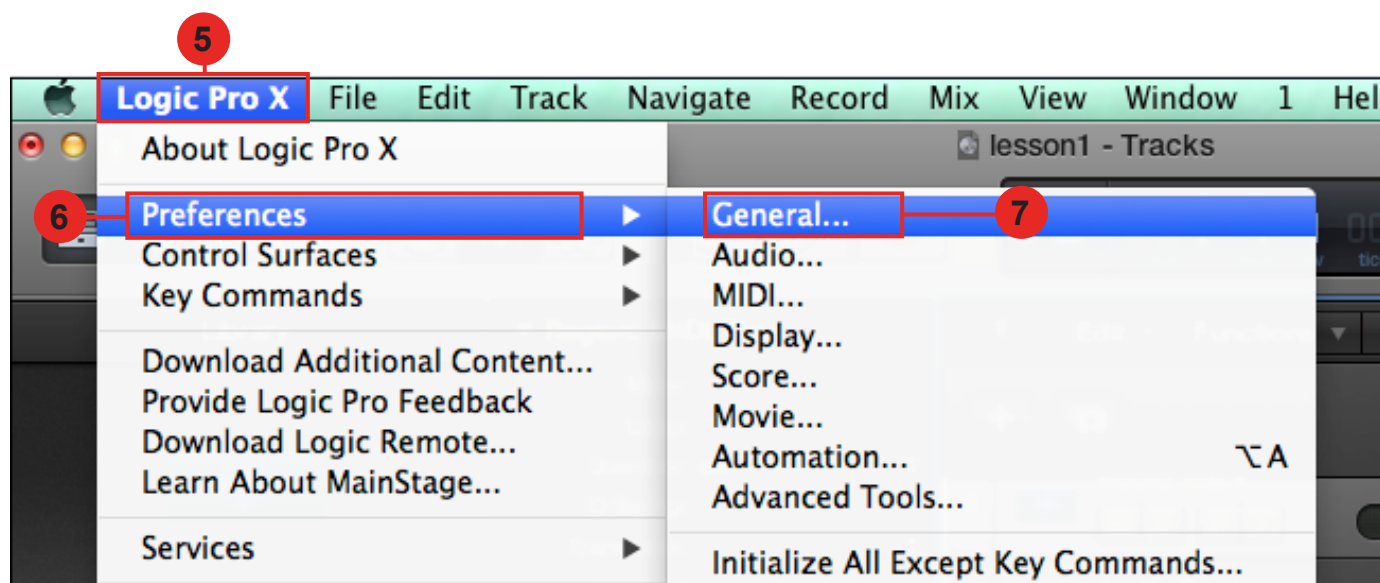 5
Logic Pro X File Edit Track Navigate Record Mix View Window 1 Hel
About Logic Pro X
lesson1 - Tracks
6
Preferences
General...
7
Control Surfaces
Audio...
Key Commands
MIDI...
Display...
Download Additional Content...
Score...
Provide Logic Pro Feedback
Movie...
Download Logic Remote...
Automation... ⌥A
Learn About MainStage...
Advanced Tools...
Services
Initialize All Except Key Commands...